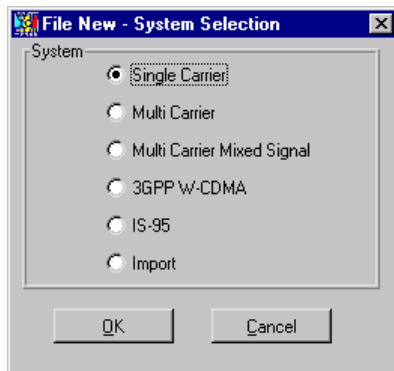 File New - System Selection
System
Single Carrier
Multi Carrier
Multi Carrier Mixed Signal
3GPP W-CDMA
IS-95
Import
OK
Cancel